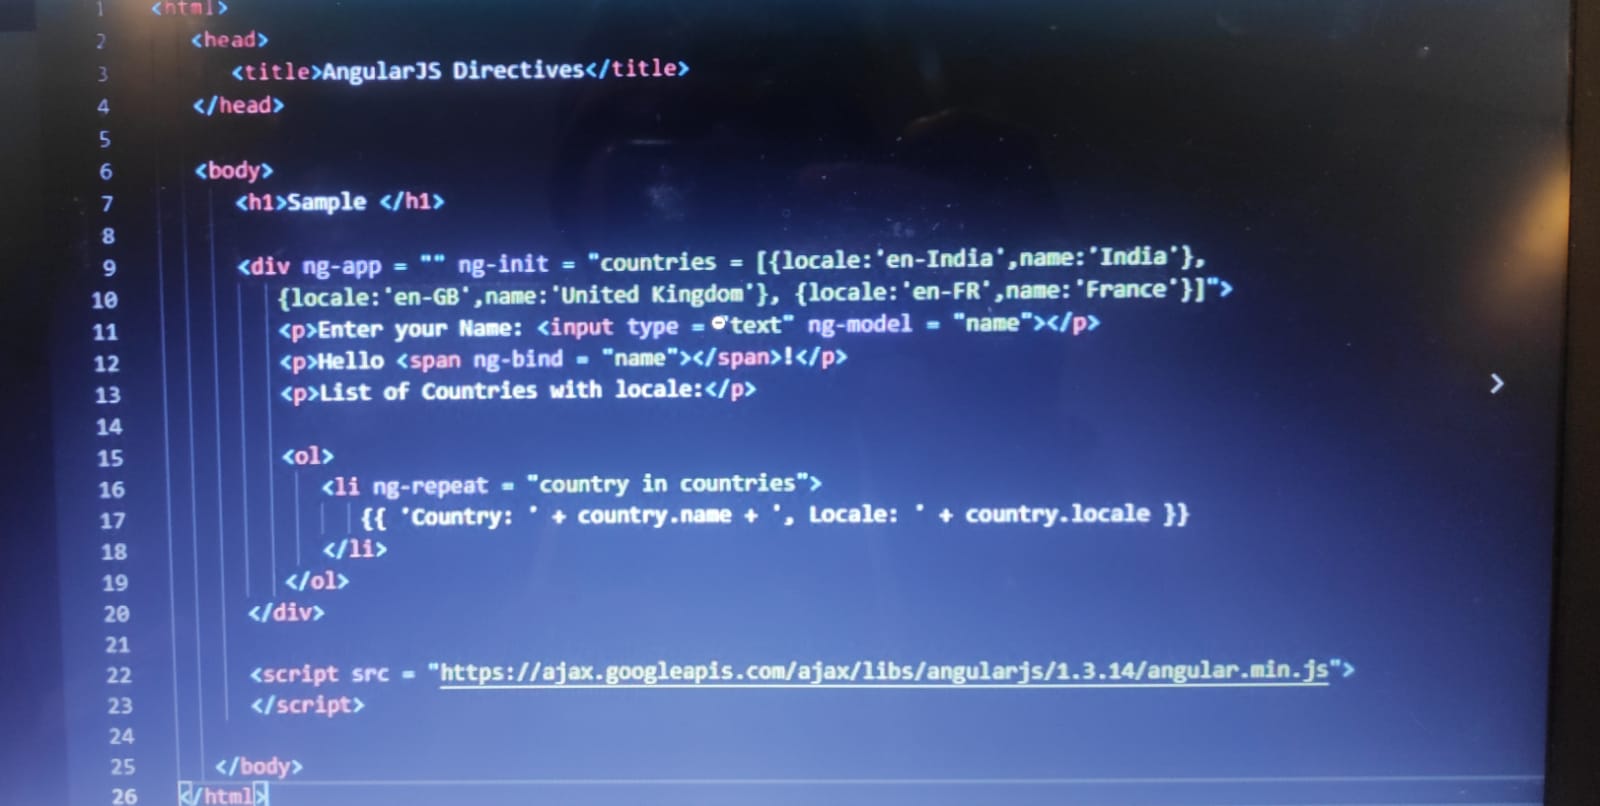 1 <html>
2 <head>
3 <title>AngularJS Directives</title>
4 </head>
5
6 <body>
7 <h1>Sample </h1>
8
9 <div ng-app = "" ng-init = "countries = [{locale:'en-India',name:'India'},
10 {locale:'en-GB',name:'United Kingdom'}, {locale:'en-FR',name:'France'}]">
11 <p>Enter your Name: <input type = "text" ng-model = "name"></p>
12 <p>Hello <span ng-bind = "name"></span>!</p>
13 <p>List of Countries with locale:</p>
14
15 <ol>
16 <li ng-repeat = "country in countries">
17 {{ 'Country: ' + country.name + ', Locale: ' + country.locale }}
18 </li>
19 </ol>
20 </div>
21
22 <script src = "https://ajax.googleapis.com/ajax/libs/angularjs/1.3.14/angular.min.js">
23 </script>
24
25 </body>
26 </html>